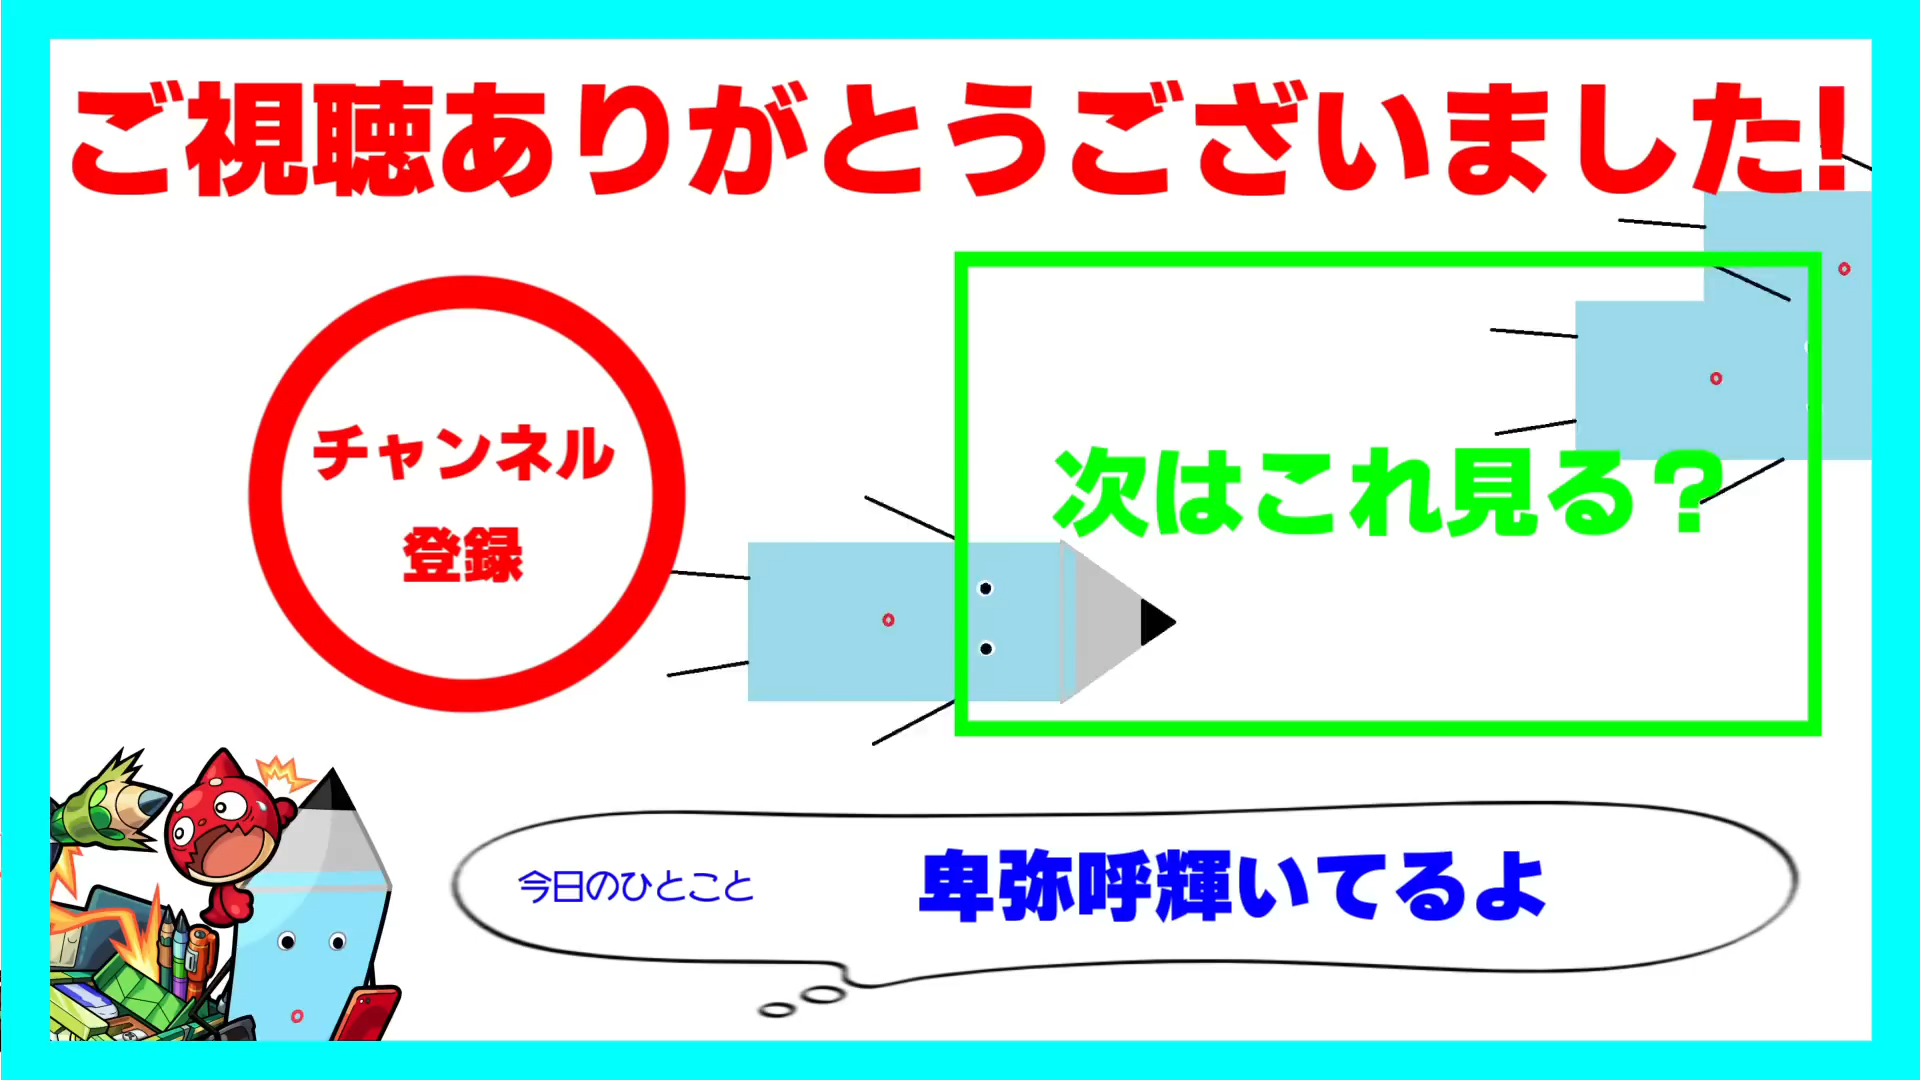 ご視聴ありがとうございました!
チャンネル
登録
次はこれ見る？
今日のひとこと
卑弥呼輝いてるよ